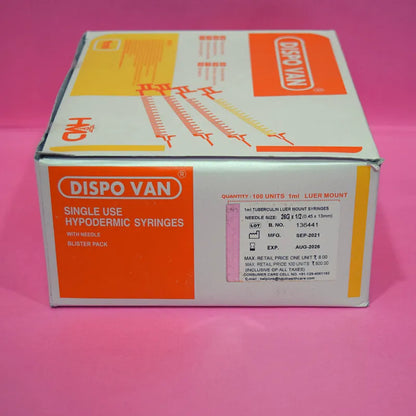 DISPO VAN®
HMD
DISPO VAN®
SINGLE USE
HYPODERMIC SYRINGES
WITH NEEDLE
BLISTER PACK
QUANTITY : 100 UNITS 1ml LUER MOUNT
1ml TUBERCULIN LUER MOUNT SYRINGES
NEEDLE SIZE: 26G x 1/2 (0.45 x 13mm)
LOT B. NO. 136441
MFG. SEP-2021
EXP. AUG-2026
MAX. RETAIL PRICE ONE UNIT ₹ 8.00
MAX. RETAIL PRICE 100 UNITS ₹ 800.00
(INCLUSIVE OF ALL TAXES)